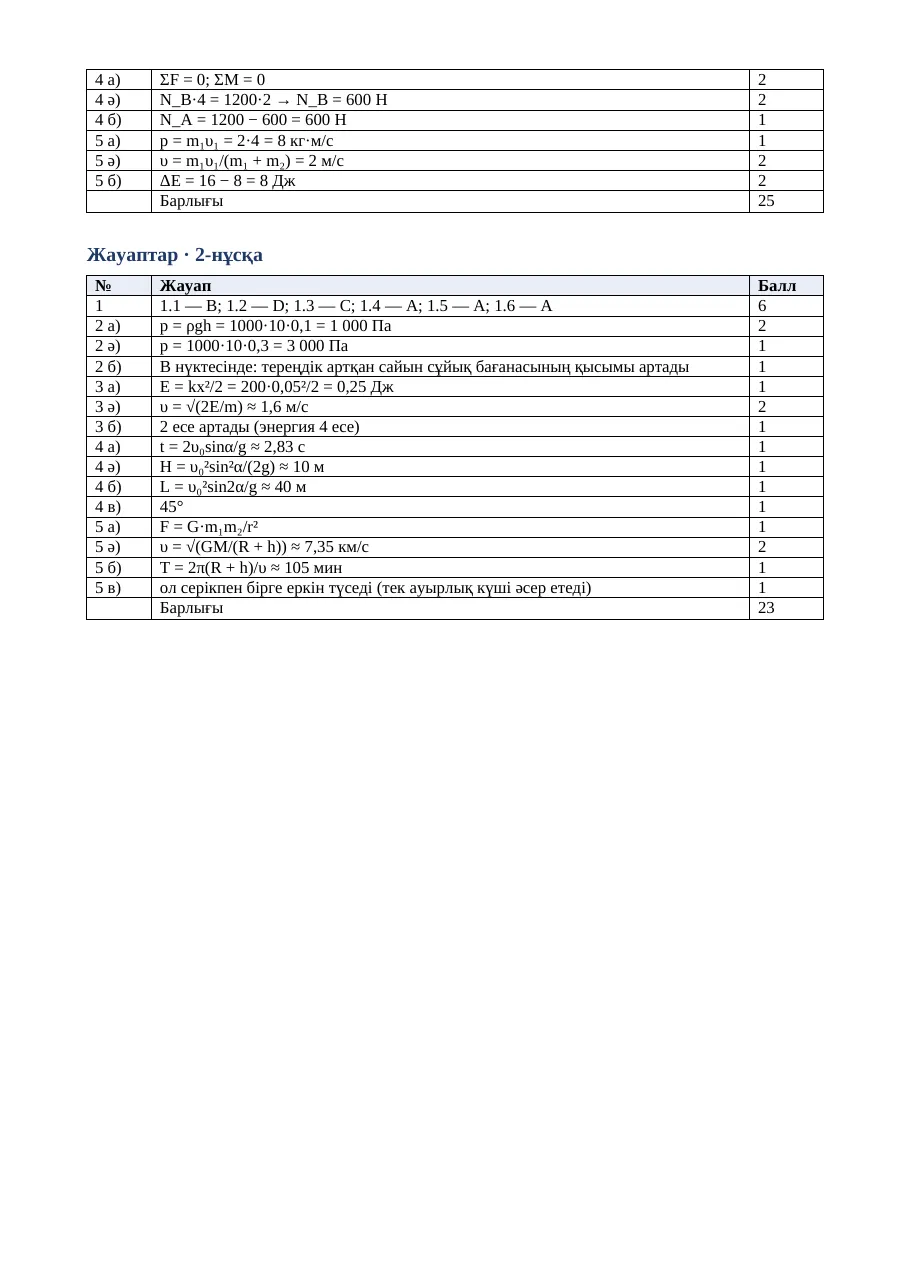 4 а) ΣF = 0; ΣM = 0 2
4 ә) N_B·4 = 1200·2 → N_B = 600 Н 2
4 б) N_A = 1200 − 600 = 600 Н 1
5 а) p = m₁υ₁ = 2·4 = 8 кг·м/с 1
5 ә) υ = m₁υ₁/(m₁ + m₂) = 2 м/с 2
5 б) ΔE = 16 − 8 = 8 Дж 2
Барлығы 25
Жауаптар · 2-нұсқа
№ Жауап Балл
1 1.1 — B; 1.2 — D; 1.3 — C; 1.4 — A; 1.5 — A; 1.6 — A 6
2 а) p = ρgh = 1000·10·0,1 = 1 000 Па 2
2 ә) p = 1000·10·0,3 = 3 000 Па 1
2 б) В нүктесінде: тереңдік артқан сайын сұйық бағанасының қысымы артады 1
3 а) E = kx²/2 = 200·0,05²/2 = 0,25 Дж 1
3 ә) υ = √(2E/m) ≈ 1,6 м/с 2
3 б) 2 есе артады (энергия 4 есе) 1
4 а) t = 2υ₀sinα/g ≈ 2,83 с 1
4 ә) H = υ₀²sin²α/(2g) ≈ 10 м 1
4 б) L = υ₀²sin2α/g ≈ 40 м 1
4 в) 45° 1
5 а) F = G·m₁m₂/r² 1
5 ә) υ = √(GM/(R + h)) ≈ 7,35 км/с 2
5 б) T = 2π(R + h)/υ ≈ 105 мин 1
5 в) ол серікпен бірге еркін түседі (тек ауырлық күші әсер етеді) 1
Барлығы 23